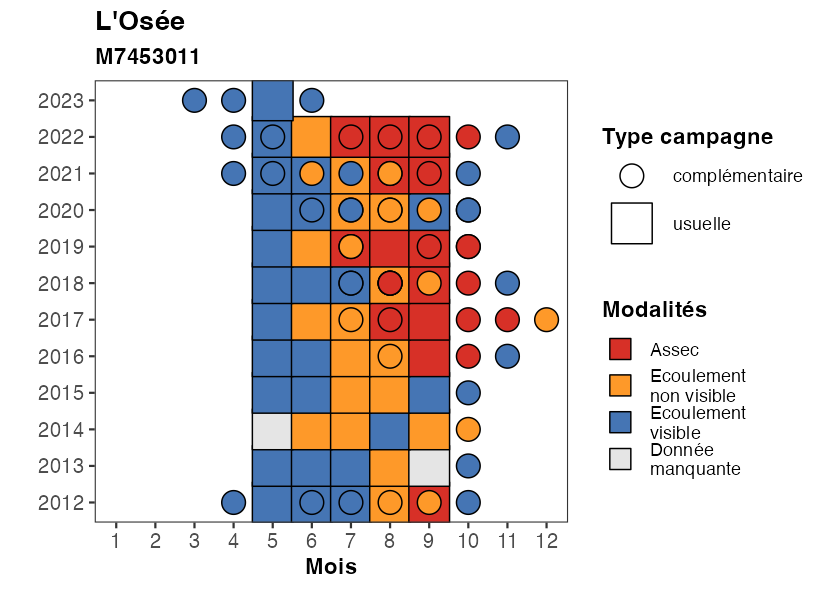 L'Osée
M7453011
2023
2022
2021
2020
2019
2018
2017
2016
2015
2014
2013
2012
1 2 3 4 5 6 7 8 9 10 11 12
Mois
Type campagne
complémentaire
usuelle
Modalités
Assec
Ecoulement
non visible
Ecoulement
visible
Donnée
manquante